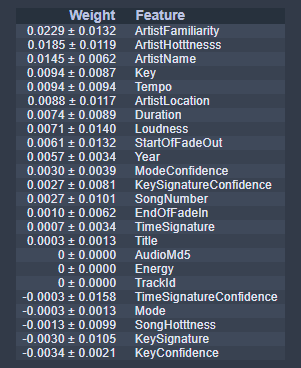 Weight Feature
0.0229 ± 0.0132 ArtistFamiliarity
0.0185 ± 0.0119 ArtistHotttnesss
0.0145 ± 0.0062 ArtistName
0.0094 ± 0.0087 Key
0.0094 ± 0.0094 Tempo
0.0088 ± 0.0117 ArtistLocation
0.0074 ± 0.0089 Duration
0.0071 ± 0.0140 Loudness
0.0061 ± 0.0132 StartOfFadeOut
0.0057 ± 0.0034 Year
0.0030 ± 0.0039 ModeConfidence
0.0027 ± 0.0081 KeySignatureConfidence
0.0027 ± 0.0101 SongNumber
0.0010 ± 0.0062 EndOfFadeIn
0.0007 ± 0.0034 TimeSignature
0.0003 ± 0.0013 Title
0 ± 0.0000 AudioMd5
0 ± 0.0000 Energy
0 ± 0.0000 TrackId
-0.0003 ± 0.0158 TimeSignatureConfidence
-0.0003 ± 0.0013 Mode
-0.0013 ± 0.0099 SongHotttness
-0.0030 ± 0.0105 KeySignature
-0.0034 ± 0.0021 KeyConfidence